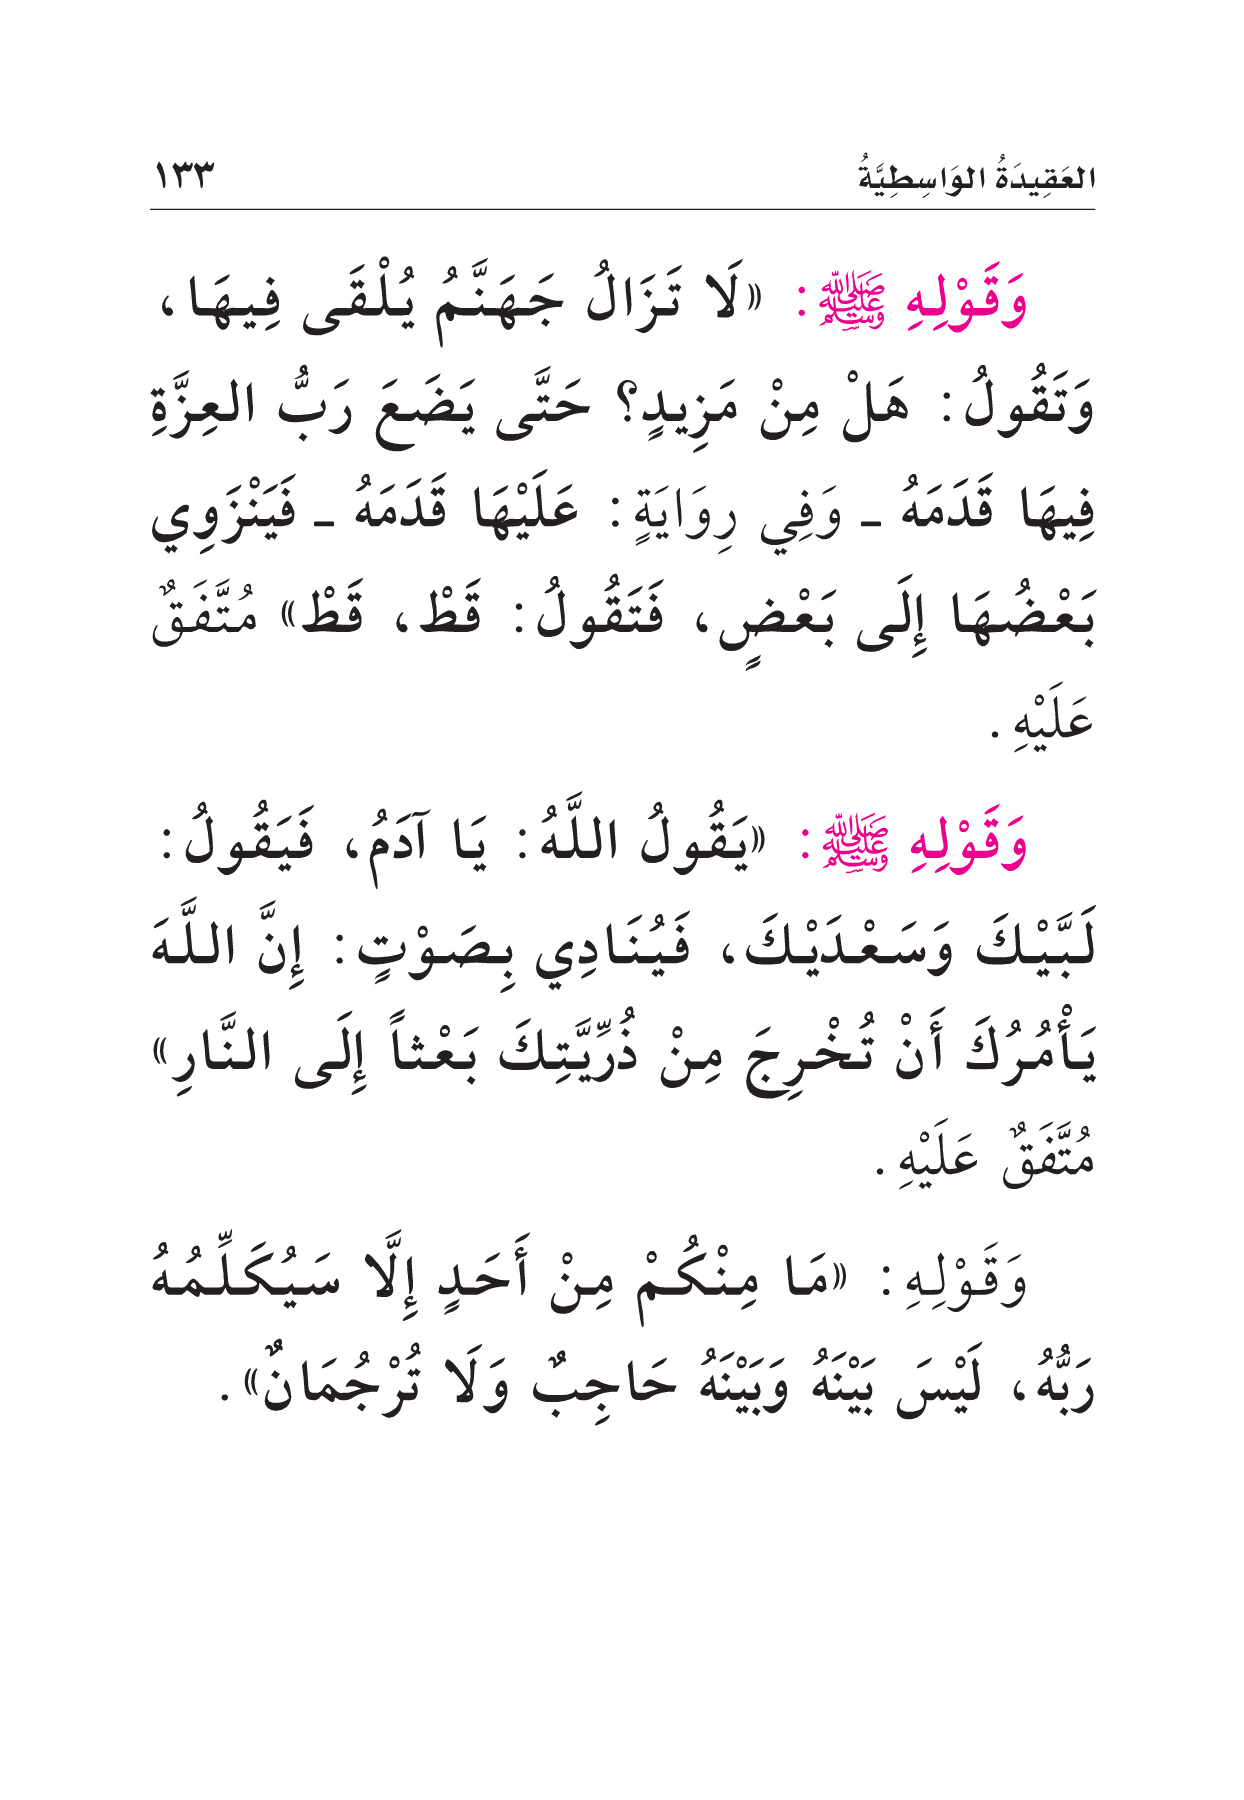 العَقِيدَةُ الوَاسِطِيَّةُ ١٣٣
وَقَوْلِهِ ﷺ: «لَا تَزَالُ جَهَنَّمُ يُلْقَى فِيهَا،
وَتَقُولُ: هَلْ مِنْ مَزِيدٍ؟ حَتَّى يَضَعَ رَبُّ العِزَّةِ
فِيهَا قَدَمَهُ ـ وَفِي رِوَايَةٍ: عَلَيْهَا قَدَمَهُ ـ فَيَنْزَوِي
بَعْضُهَا إِلَى بَعْضٍ، فَتَقُولُ: قَطْ، قَطْ» مُتَّفَقٌ
عَلَيْهِ.
وَقَوْلِهِ ﷺ: «يَقُولُ اللَّهُ: يَا آدَمُ، فَيَقُولُ:
لَبَّيْكَ وَسَعْدَيْكَ، فَيُنَادِي بِصَوْتٍ: إِنَّ اللَّهَ
يَأْمُرُكَ أَنْ تُخْرِجَ مِنْ ذُرِّيَّتِكَ بَعْثاً إِلَى النَّارِ»
مُتَّفَقٌ عَلَيْهِ.
وَقَوْلِهِ: «مَا مِنْكُمْ مِنْ أَحَدٍ إِلَّا سَيُكَلِّمُهُ
رَبُّهُ، لَيْسَ بَيْنَهُ وَبَيْنَهُ حَاجِبٌ وَلَا تُرْجُمَانٌ».